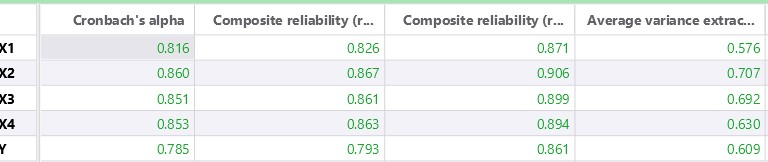 Cronbach's alpha Composite reliability (r... Composite reliability (r... Average variance extrac...
X1 0.816 0.826 0.871 0.576
X2 0.860 0.867 0.906 0.707
X3 0.851 0.861 0.899 0.692
X4 0.853 0.863 0.894 0.630
Y 0.785 0.793 0.861 0.609